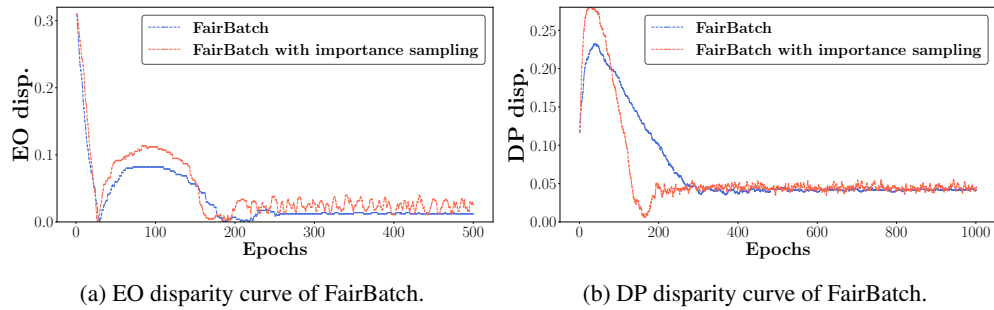 0.3
0.2
0.1
0.0
EO disp.
FairBatch
FairBatch with importance sampling
0
100
200
300
400
500
Epochs
(a) EO disparity curve of FairBatch.
0.25
0.20
0.15
0.10
0.05
0.00
DP disp.
FairBatch
FairBatch with importance sampling
0
200
400
600
800
1000
Epochs
(b) DP disparity curve of FairBatch.